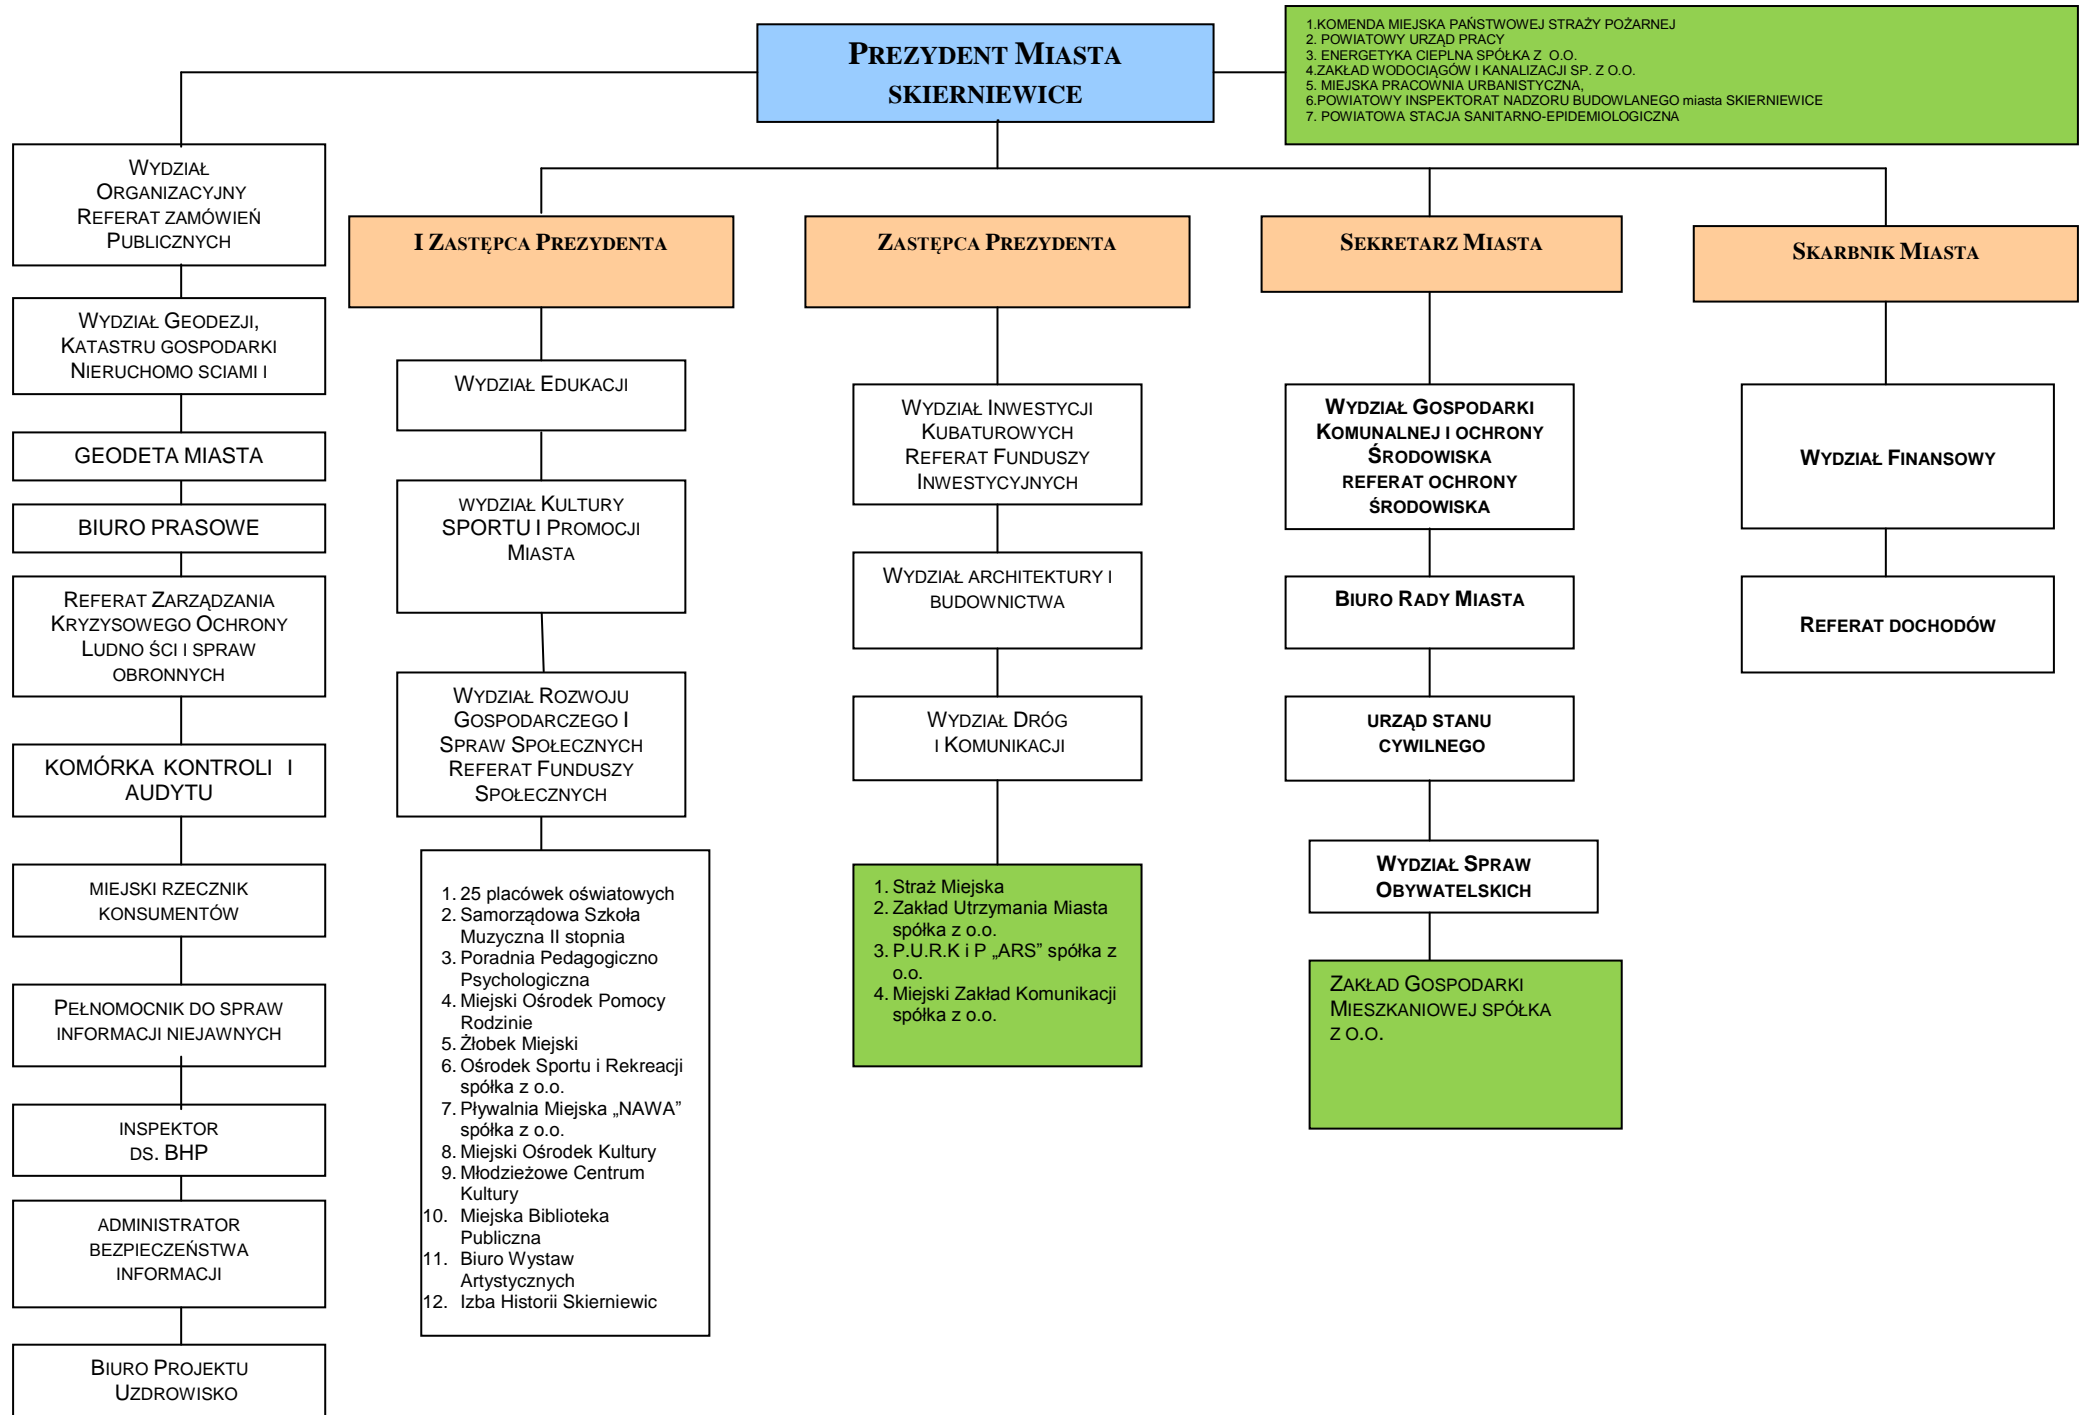 PREZYDENT MIASTA
SKIERNIEWICE
1.KOMENDA MIEJSKA PAŃSTWOWEJ STRAŻY POŻARNEJ
2. POWIATOWY URZĄD PRACY
3. ENERGETYKA CIEPLNA SPÓŁKA Z O.O.
4.ZAKŁAD WODOCIĄGÓW I KANALIZACJI SP. Z O.O.
5. MIEJSKA PRACOWNIA URBANISTYCZNA,
6.POWIATOWY INSPEKTORAT NADZORU BUDOWLANEGO miasta SKIERNIEWICE
7. POWIATOWA STACJA SANITARNO-EPIDEMIOLOGICZNA
WYDZIAŁ
ORGANIZACYJNY
REFERAT ZAMÓWIEŃ
PUBLICZNYCH
WYDZIAŁ GEODEZJI,
KATASTRU GOSPODARKI
NIERUCHOMO SCIAMI I
GEODETA MIASTA
BIURO PRASOWE
REFERAT ZARZĄDZANIA
KRYZYSOWEGO OCHRONY
LUDNO ŚCI I SPRAW
OBRONNYCH
KOMÓRKA KONTROLI I
AUDYTU
MIEJSKI RZECZNIK
KONSUMENTÓW
PEŁNOMOCNIK DO SPRAW
INFORMACJI NIEJAWNYCH
INSPEKTOR
DS. BHP
ADMINISTRATOR
BEZPIECZEŃSTWA
INFORMACJI
BIURO PROJEKTU
UZDROWISKO
I ZASTĘPCA PREZYDENTA
WYDZIAŁ EDUKACJI
WYDZIAŁ KULTURY
SPORTU I PROMOCJI
MIASTA
WYDZIAŁ ROZWOJU
GOSPODARCZEGO I
SPRAW SPOŁECZNYCH
REFERAT FUNDUSZY
SPOŁECZNYCH
1. 25 placówek oświatowych
2. Samorządowa Szkoła
Muzyczna II stopnia
3. Poradnia Pedagogiczno
Psychologiczna
4. Miejski Ośrodek Pomocy
Rodzinie
5. Żłobek Miejski
6. Ośrodek Sportu i Rekreacji
spółka z o.o.
7. Pływalnia Miejska „NAWA”
spółka z o.o.
8. Miejski Ośrodek Kultury
9. Młodzieżowe Centrum
Kultury
10. Miejska Biblioteka
Publiczna
11. Biuro Wystaw
Artystycznych
12. Izba Historii Skierniewic
ZASTĘPCA PREZYDENTA
WYDZIAŁ INWESTYCJI
KUBATUROWYCH
REFERAT FUNDUSZY
INWESTYCYJNYCH
WYDZIAŁ ARCHITEKTURY I
BUDOWNICTWA
WYDZIAŁ DRÓG
I KOMUNIKACJI
1. Straż Miejska
2. Zakład Utrzymania Miasta
spółka z o.o.
3. P.U.R.K i P „ARS” spółka z
o.o.
4. Miejski Zakład Komunikacji
spółka z o.o.
SEKRETARZ MIASTA
WYDZIAŁ GOSPODARKI
KOMUNALNEJ I OCHRONY
ŚRODOWISKA
REFERAT OCHRONY
ŚRODOWISKA
BIURO RADY MIASTA
URZĄD STANU
CYWILNEGO
WYDZIAŁ SPRAW
OBYWATELSKICH
ZAKŁAD GOSPODARKI
MIESZKANIOWEJ SPÓŁKA
Z O.O.
SKARBNIK MIASTA
WYDZIAŁ FINANSOWY
REFERAT DOCHODÓW